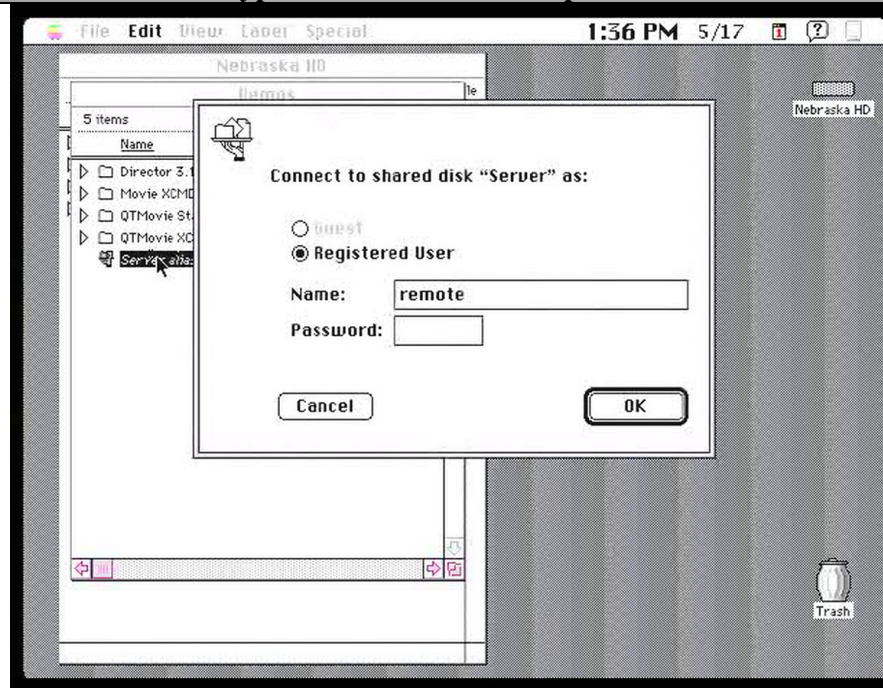 File Edit View Label Special 1:36 PM 5/17
Nebraska HD
Demos
5 items
Name
Director 3.1
Movie XCMD
QTMovie St
QTMovie XC
Server alias
Connect to shared disk “Server” as:
Guest
Registered User
Name: remote
Password:
Cancel OK
Nebraska HD
Trash